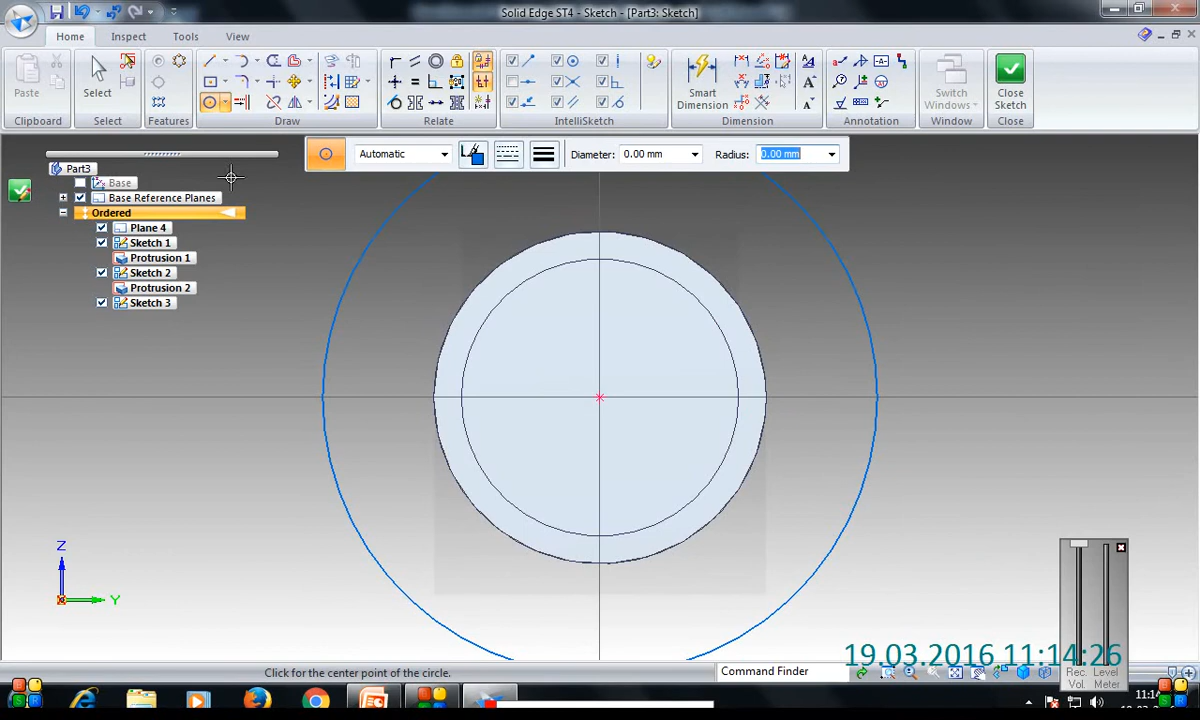 Solid Edge ST4 - Sketch - [Part3: Sketch]
Home Inspect Tools View
Paste
Select
Smart Dimension
Switch Windows
Close Sketch
Clipboard Select Features Draw Relate IntelliSketch Dimension Annotation Window Close
Automatic Diameter: 0.00 mm Radius: 0.00 mm
Part3
Base
Base Reference Planes
Ordered
Plane 4
Sketch 1
Protrusion 1
Sketch 2
Protrusion 2
Sketch 3
Z
Y
Click for the center point of the circle.
Command Finder
19.03.2016 11:14:26
Rec. Vol. Level Meter